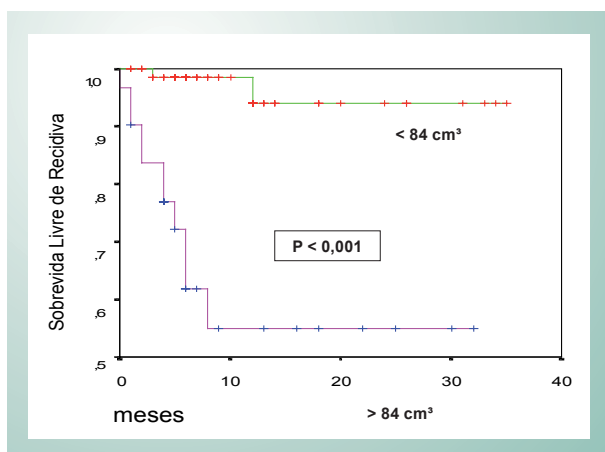 Sobrevida Livre de Recidiva
1,0
,9
,8
,7
,6
,5
< 84 cm³
P < 0,001
0
10
20
30
40
meses
> 84 cm³